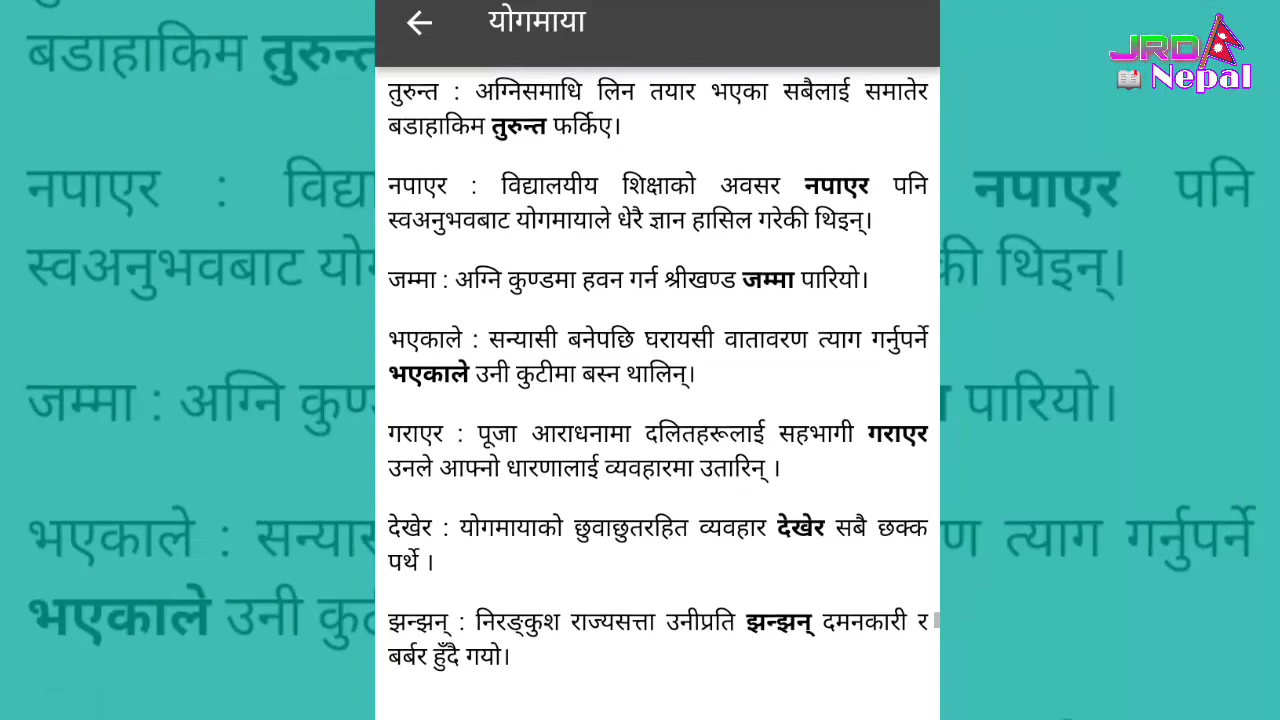 योगमाया
JRDA
Nepal
तुरुन्त : अग्निसमाधि लिन तयार भएका सबैलाई समातेर
बडाहाकिम तुरुन्त फर्किए।
नपाएर : विद्यालयीय शिक्षाको अवसर नपाएर पनि
स्वअनुभवबाट योगमायाले धेरै ज्ञान हासिल गरेकी थिइन्।
जम्मा : अग्नि कुण्डमा हवन गर्न श्रीखण्ड जम्मा पारियो।
भएकाले : सन्यासी बनेपछि घरायसी वातावरण त्याग गर्नुपर्ने
भएकाले उनी कुटीमा बस्न थालिन्।
गराएर : पूजा आराधनामा दलितहरूलाई सहभागी गराएर
उनले आफ्नो धारणालाई व्यवहारमा उतारिन् ।
देखेर : योगमायाको छुवाछुतरहित व्यवहार देखेर सबै छक्क
पर्थे ।
झन्झन् : निरङ्कुश राज्यसत्ता उनीप्रति झन्झन् दमनकारी र
बर्बर हुँदै गयो।